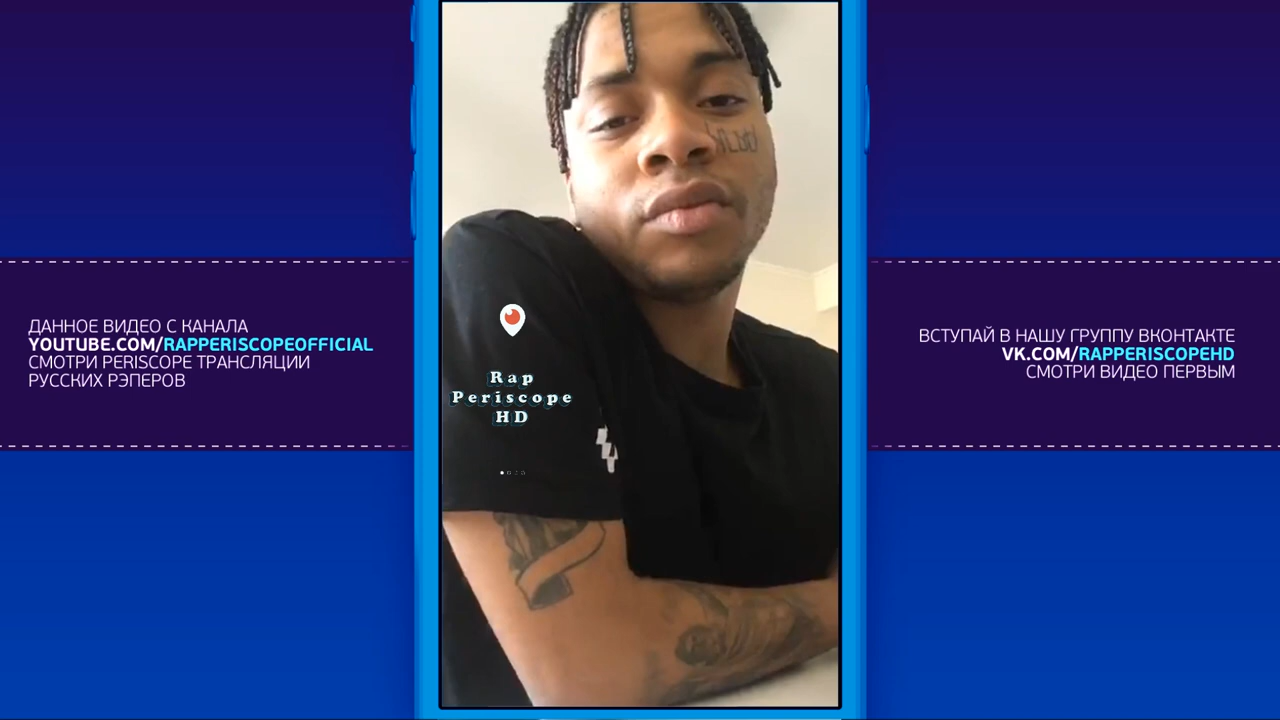 ДАННОЕ ВИДЕО С КАНАЛА
YOUTUBE.COM/RAPPERISCOPEOFFICIAL
СМОТРИ PERISCOPE ТРАНСЛЯЦИИ
РУССКИХ РЭПЕРОВ
Rap
Periscope
HD
ВСТУПАЙ В НАШУ ГРУППУ ВКОНТАКТЕ
VK.COM/RAPPERISCOPEHD
СМОТРИ ВИДЕО ПЕРВЫМ